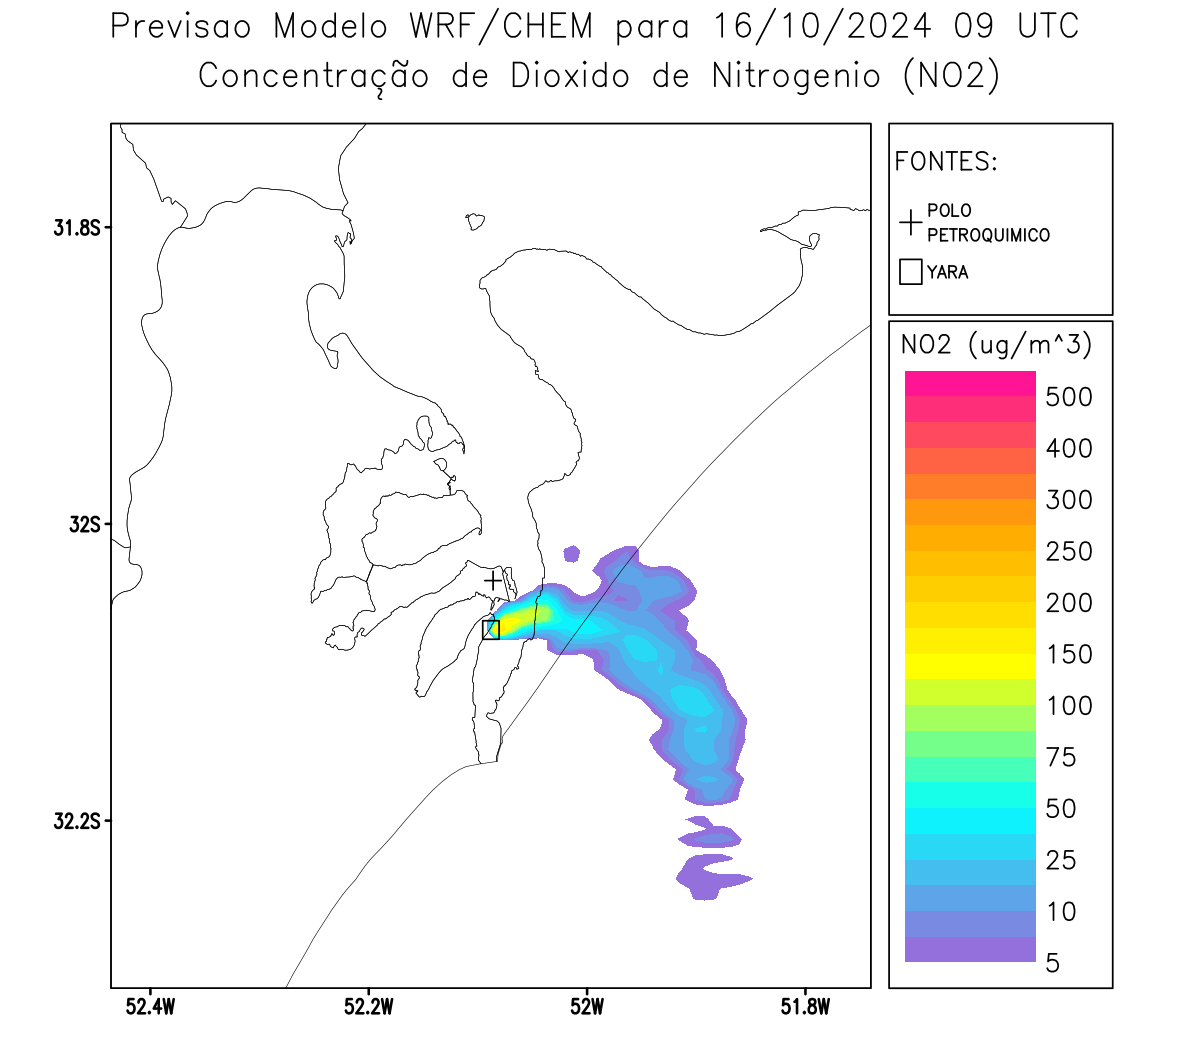 Previsao Modelo WRF/CHEM para 16/10/2024 09 UTC
Concentração de Dioxido de Nitrogenio (NO2)
FONTES:
POLO
PETROQUIMICO
YARA
NO2 (ug/m^3)
500
400
300
250
200
150
100
75
50
25
10
5
31.8S
32S
32.2S
52.4W
52.2W
52W
51.8W